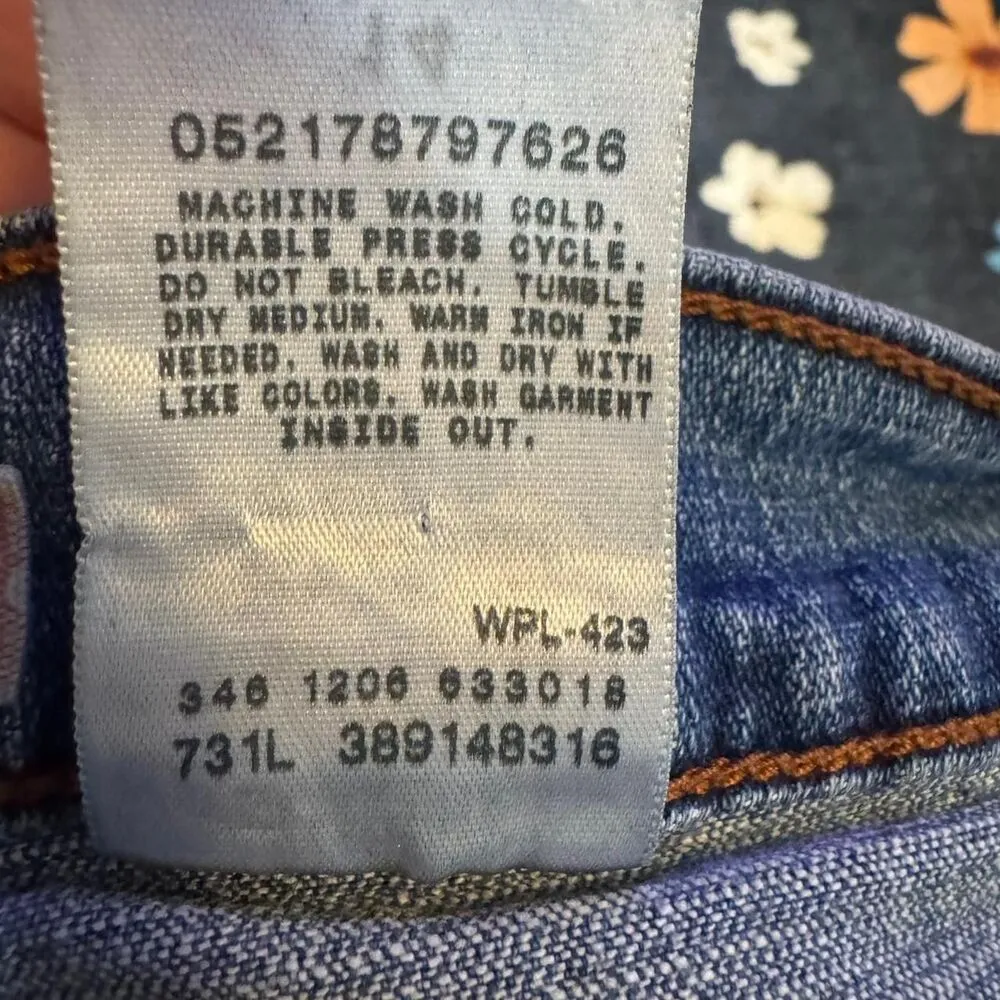 052178797626
MACHINE WASH COLD.
DURABLE PRESS CYCLE.
DO NOT BLEACH. TUMBLE
DRY MEDIUM. WARM IRON IF
NEEDED. WASH AND DRY WITH
LIKE COLORS. WASH GARMENT
INSIDE OUT.
WPL-423
346 1206 633018
731L 389148316